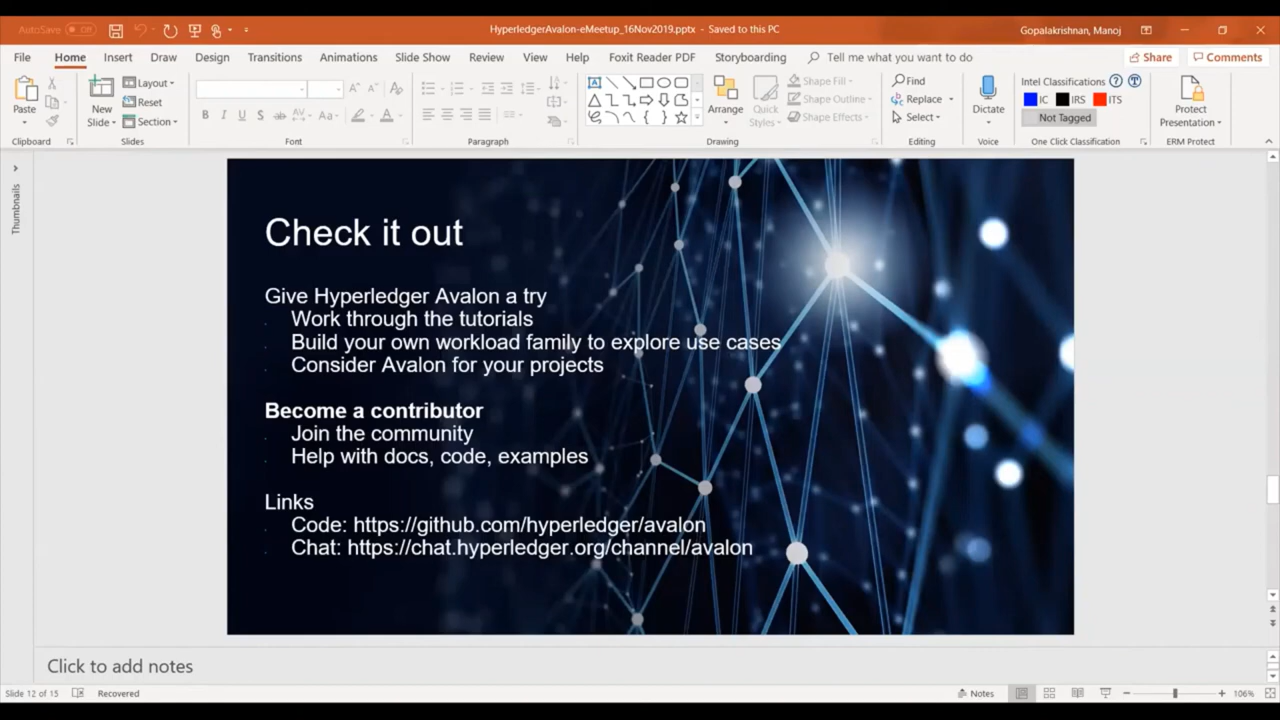 AutoSave Off
HyperledgerAvalon-eMeetup_16Nov2019.pptx - Saved to this PC
Gopalakrishnan, Manoj
File Home Insert Draw Design Transitions Animations Slide Show Review View Help Foxit Reader PDF Storyboarding Tell me what you want to do Share Comments
Paste
New
Slide
Layout
Reset
Section
B I U S ab AV Aa A
Arrange
Quick
Styles
Shape Fill
Shape Outline
Shape Effects
Find
Replace
Select
Dictate
Intel Classifications
IC IRS ITS
Not Tagged
Protect
Presentation
Clipboard Slides Font Paragraph Drawing Editing Voice One Click Classification ERM Protect
Thumbnails
Check it out
Give Hyperledger Avalon a try
Work through the tutorials
Build your own workload family to explore use cases
Consider Avalon for your projects
Become a contributor
Join the community
Help with docs, code, examples
Links
Code: https://github.com/hyperledger/avalon
Chat: https://chat.hyperledger.org/channel/avalon
Click to add notes
Slide 12 of 15 Recovered Notes 106%